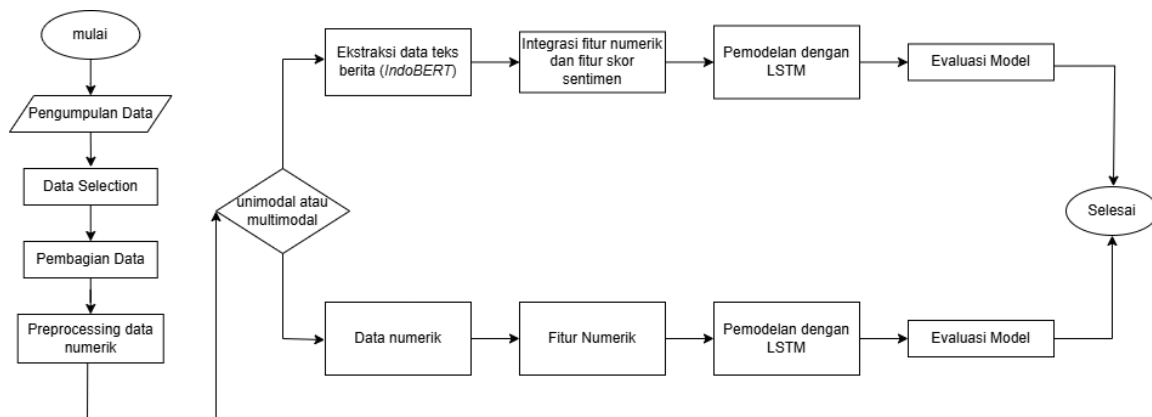 mulai
Pengumpulan Data
Data Selection
Pembagian Data
Preprocessing data
numerik
unimodal atau
multimodal
Ekstraksi data teks
berita (IndoBERT)
Integrasi fitur numerik
dan fitur skor
sentimen
Pemodelan dengan
LSTM
Evaluasi Model
Data numerik
Fitur Numerik
Pemodelan dengan
LSTM
Evaluasi Model
Selesai